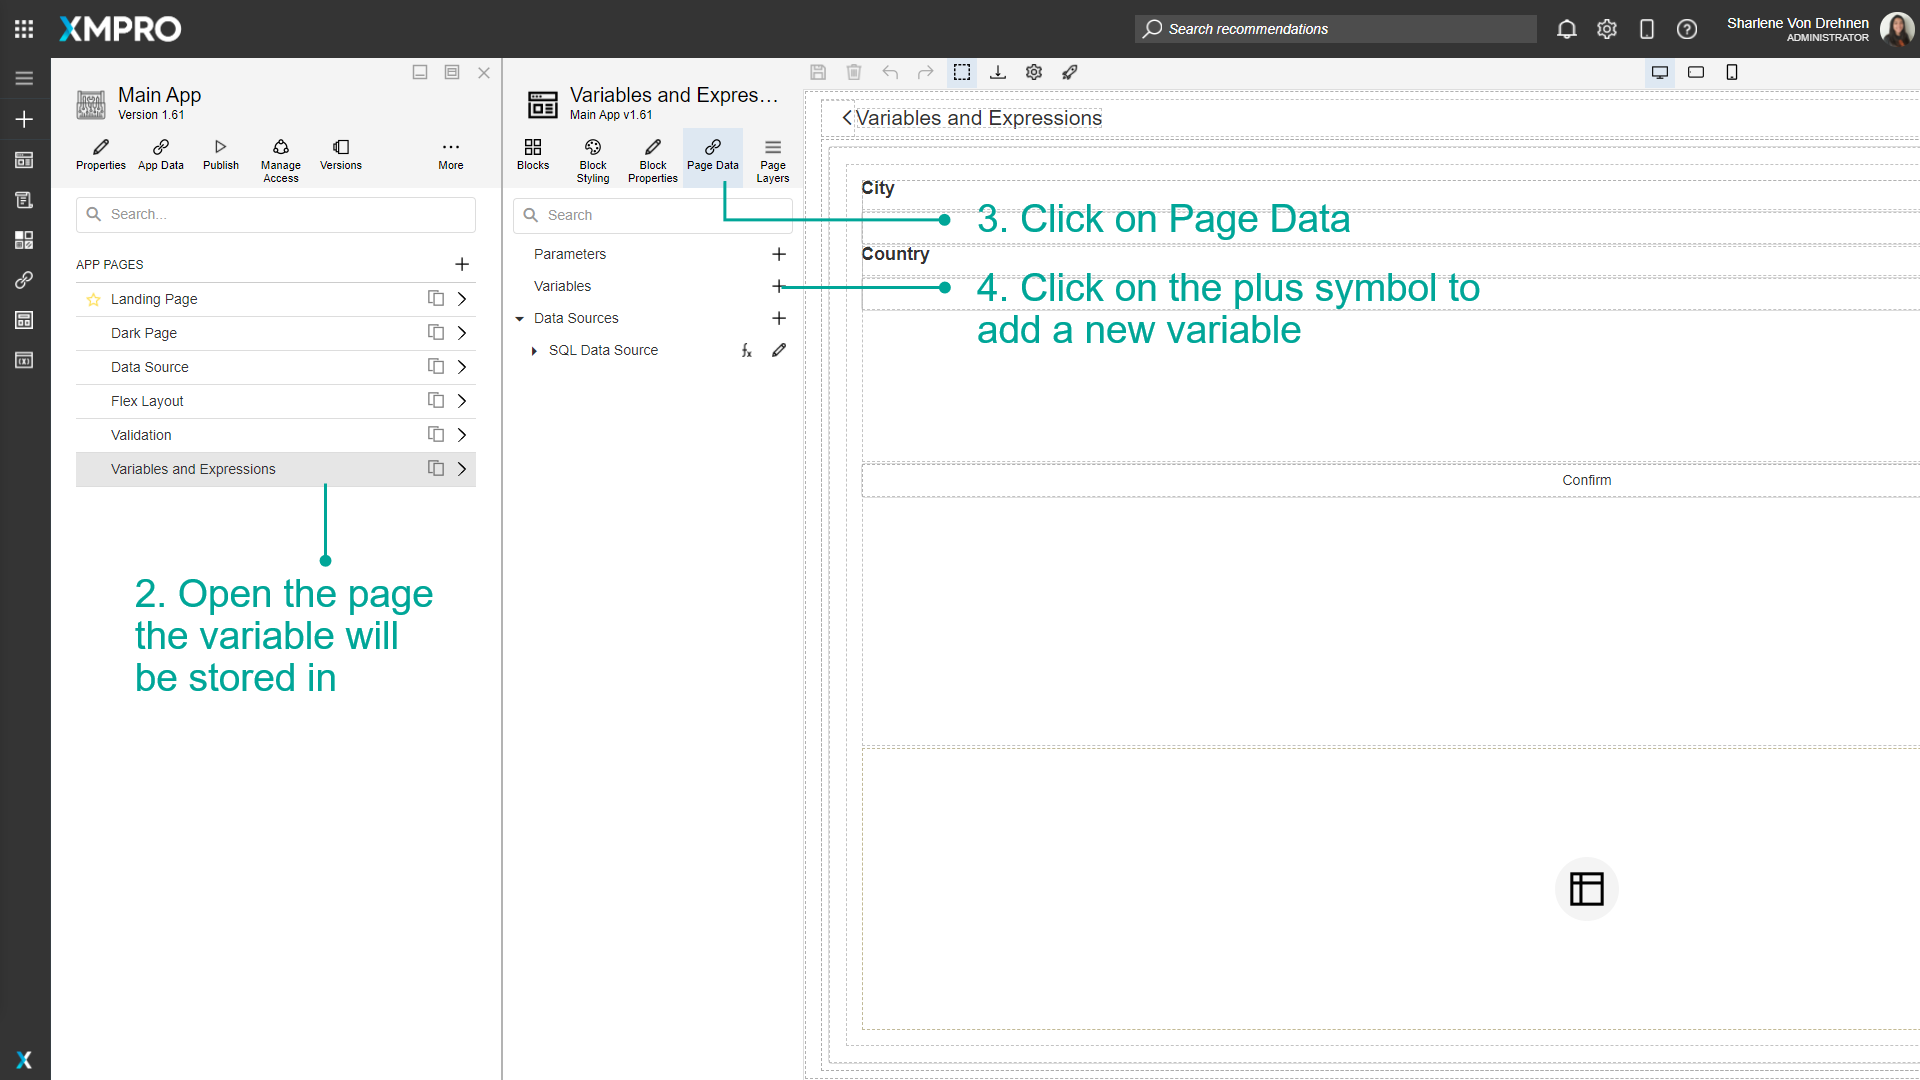 XMPRO
Search recommendations
Sharlene Von Drehnen
ADMINISTRATOR
Main App
Version 1.61
Properties
App Data
Publish
Manage
Access
Versions
More
Search...
APP PAGES
Landing Page
Dark Page
Data Source
Flex Layout
Validation
Variables and Expressions
2. Open the page
the variable will
be stored in
Variables and Expres...
Main App v1.61
Blocks
Block
Styling
Block
Properties
Page Data
Page
Layers
Search
Parameters
Variables
Data Sources
SQL Data Source
fx
Variables and Expressions
City
3. Click on Page Data
Country
4. Click on the plus symbol to
add a new variable
Confirm